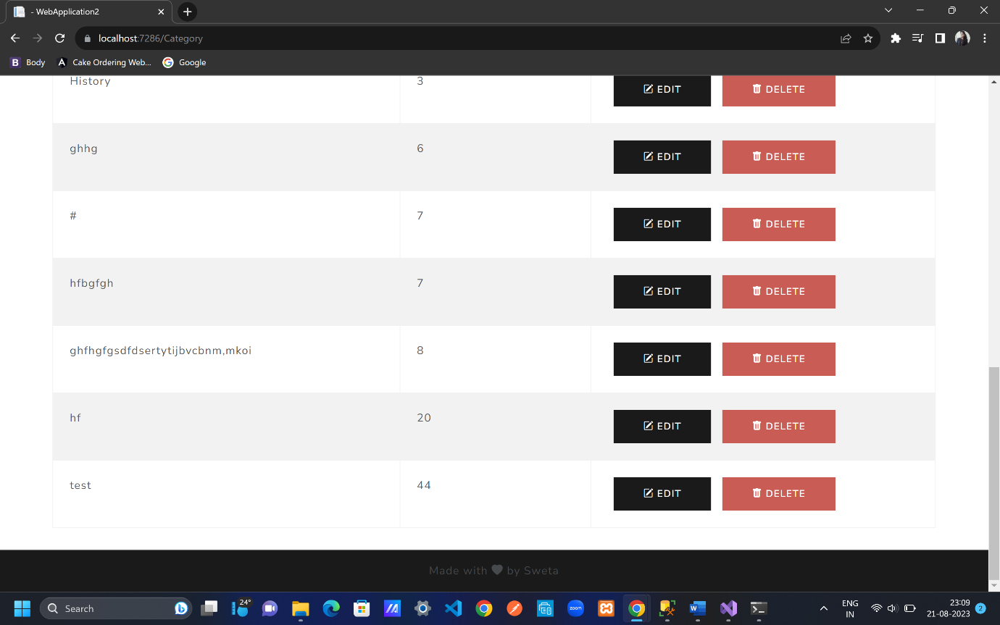 - WebApplication2
localhost:7286/Category
B Body A Cake Ordering Web... G Google
History 3 EDIT DELETE
ghhg 6 EDIT DELETE
# 7 EDIT DELETE
hfbgfgh 7 EDIT DELETE
ghfhgfgsdfdsertytijbvcbnm,mkoi 8 EDIT DELETE
hf 20 EDIT DELETE
test 44 EDIT DELETE
Made with 🖤 by Sweta
Search 24° zoom ENG 23:09
IN 21-08-2023 2